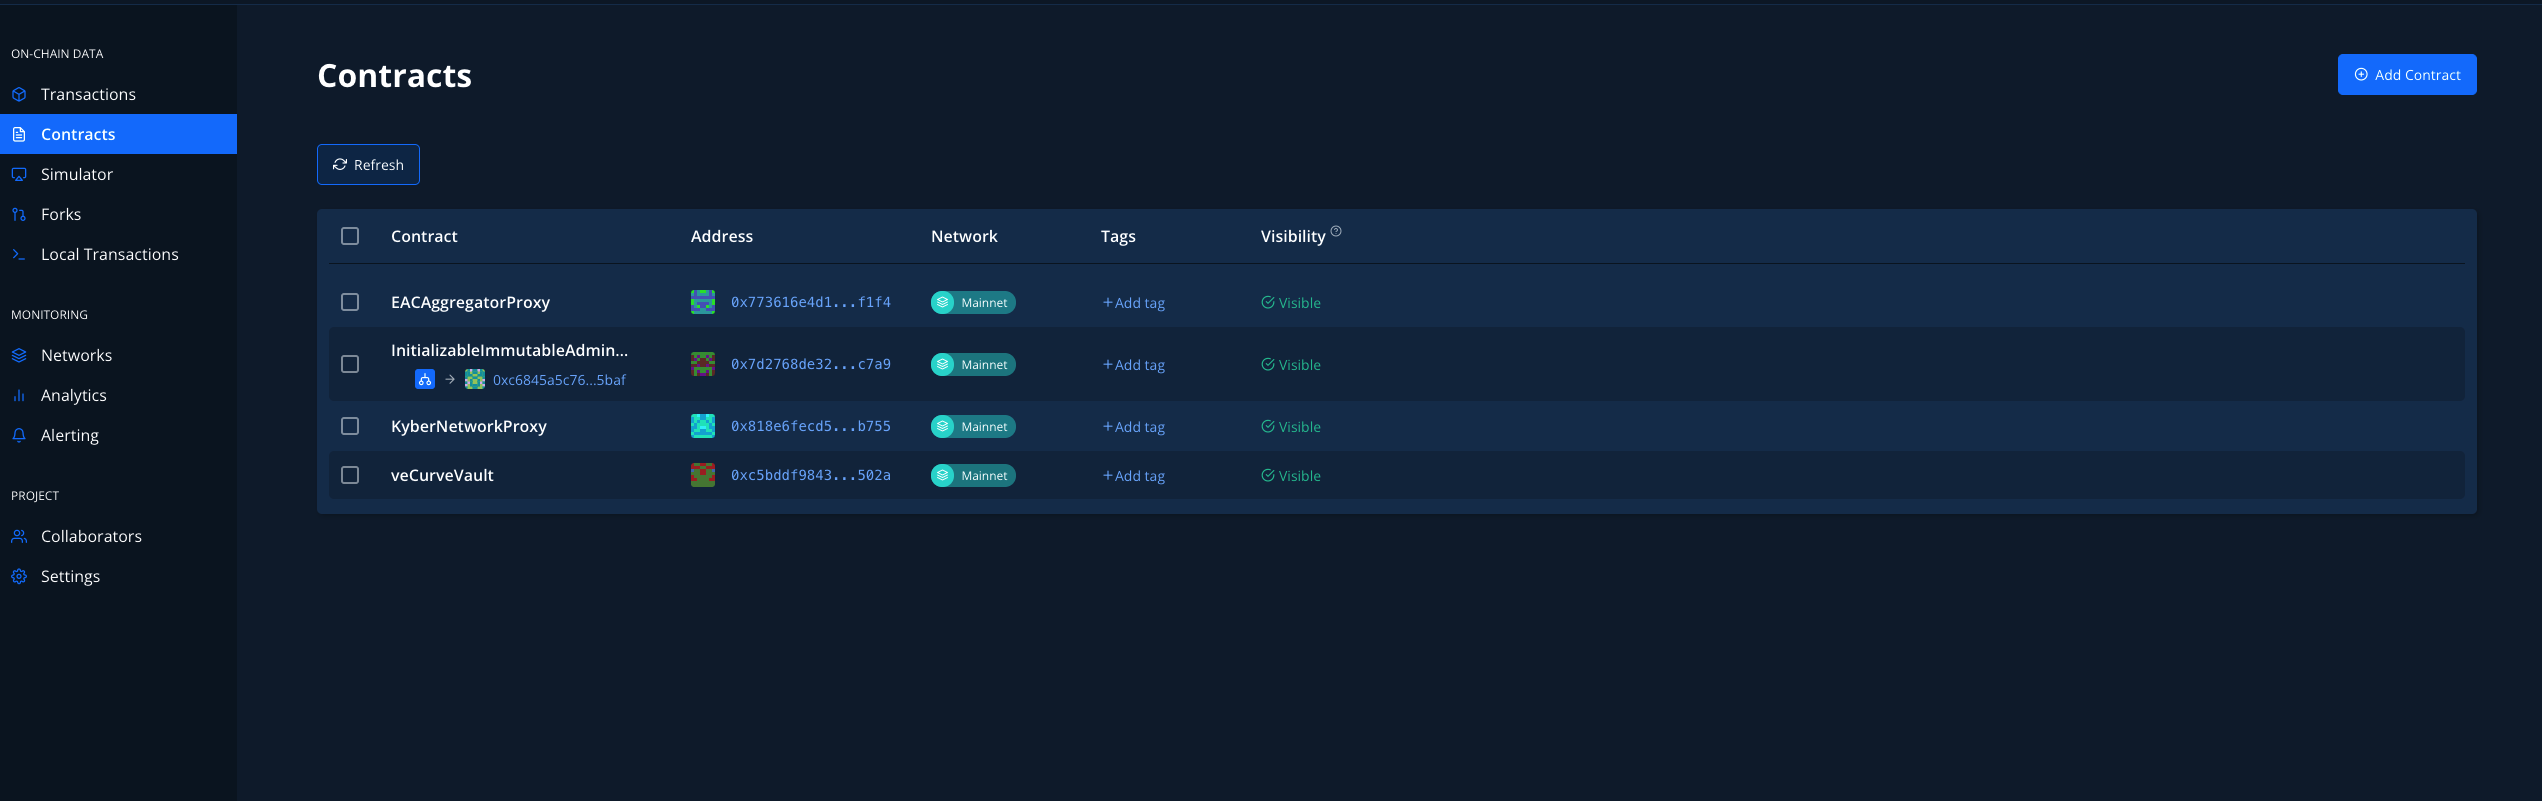 ON-CHAIN DATA
Transactions
Contracts
Simulator
Forks
Local Transactions
MONITORING
Networks
Analytics
Alerting
PROJECT
Collaborators
Settings
Contracts
Add Contract
Refresh
Contract Address Network Tags Visibility
EACAggregatorProxy 0x773616e4d1...f1f4 Mainnet +Add tag Visible
InitializableImmutableAdmin... 0x7d2768de32...c7a9 Mainnet +Add tag Visible
0xc6845a5c76...5baf
KyberNetworkProxy 0x818e6fecd5...b755 Mainnet +Add tag Visible
veCurveVault 0xc5bddf9843...502a Mainnet +Add tag Visible